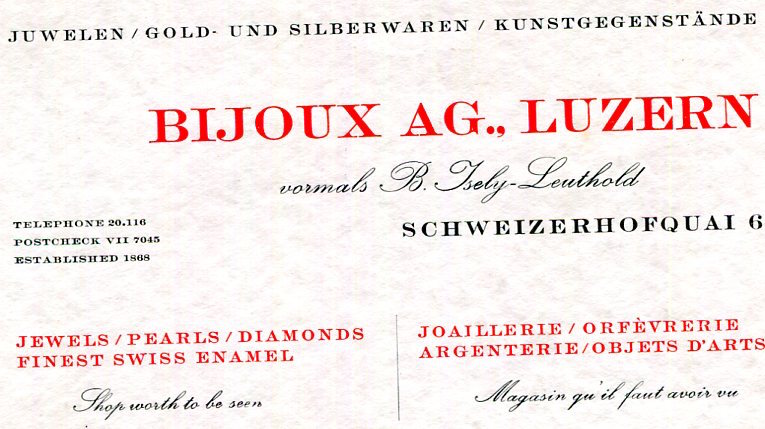 JUWELEN / GOLD- UND SILBERWAREN / KUNSTGEGENSTÄNDE
BIJOUX AG., LUZERN
vormals B. Isely-Leuthold
TELEPHONE 20.116
POSTCHECK VII 7045
ESTABLISHED 1868
SCHWEIZERHOFQUAI 6
JEWELS / PEARLS / DIAMONDS
FINEST SWISS ENAMEL
Shop worth to be seen
JOAILLERIE / ORFÈVRERIE
ARGENTERIE/OBJETS D'ARTS
Magasin qu'il faut avoir vu